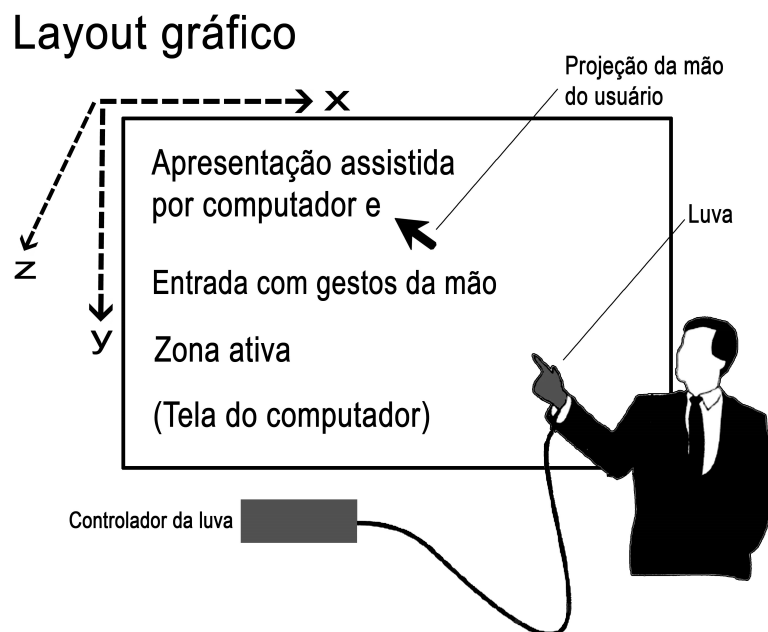 Layout gráfico
Projeção da mão
do usuário
x
Apresentação assistida
por computador e
Luva
z
Entrada com gestos da mão
y
Zona ativa
(Tela do computador)
Controlador da luva